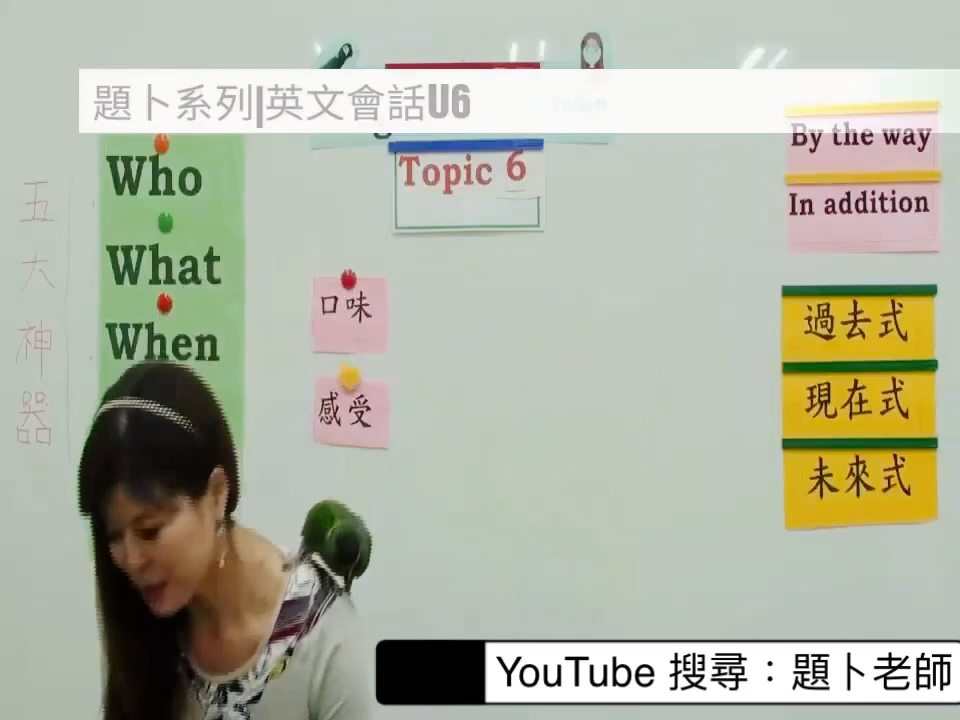 題卜系列|英文會話U6
五大神器
Who
What
When
Topic 6
口味
感受
By the way
In addition
過去式
現在式
未來式
YouTube 搜尋：題卜老師